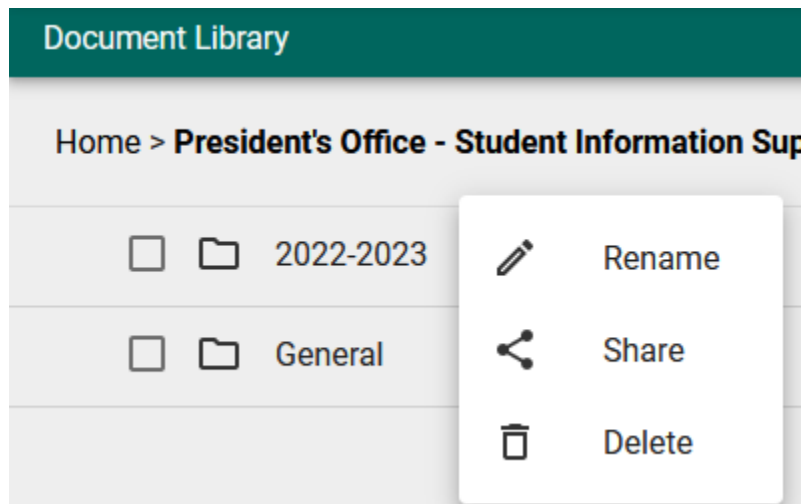 Document Library
Home > President's Office - Student Information Sup
2022-2023
Rename
Share
General
Delete